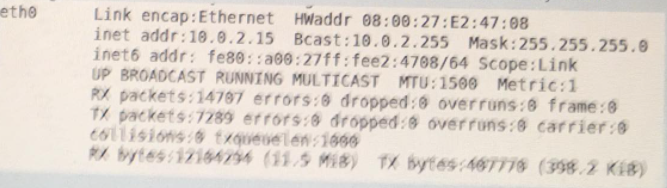 eth0 Link encap:Ethernet HWaddr 08:00:27:E2:47:08
inet addr:10.0.2.15 Bcast:10.0.2.255 Mask:255.255.255.0
inet6 addr: fe80::a00:27ff:fee2:4708/64 Scope:Link
UP BROADCAST RUNNING MULTICAST MTU:1500 Metric:1
RX packets:14707 errors:0 dropped:0 overruns:0 frame:0
TX packets:7289 errors:0 dropped:0 overruns:0 carrier:0
collisions:0 txqueuelen:1000
RX (11.5 MiB) TX bytes:407770 (398.2 KiB)